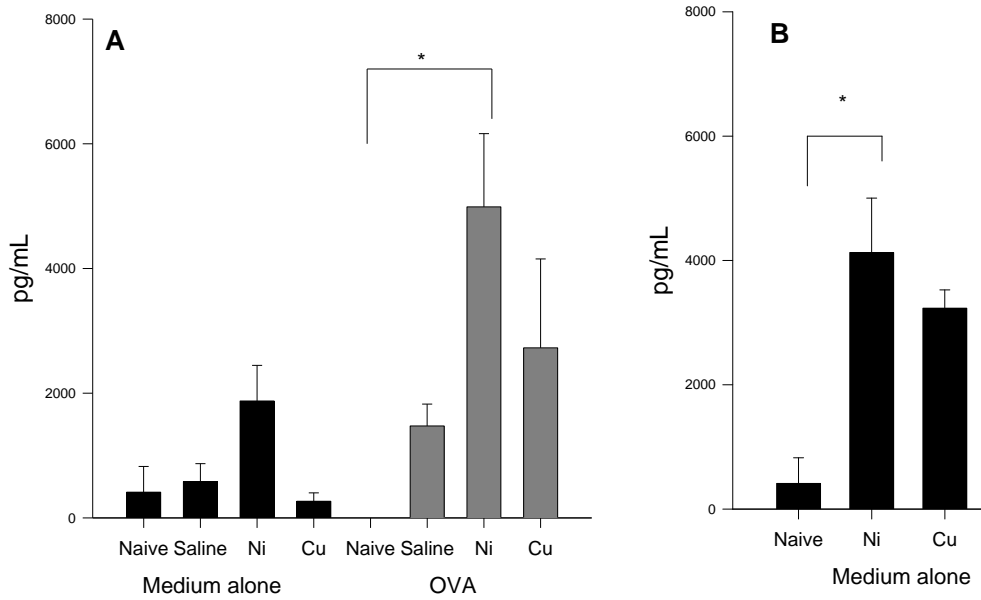 A
8000
6000
4000
2000
0
pg/mL
*
Naive Saline Ni Cu Naive Saline Ni Cu
Medium alone OVA
B
8000
6000
4000
2000
0
pg/mL
*
Naive Ni Cu
Medium alone